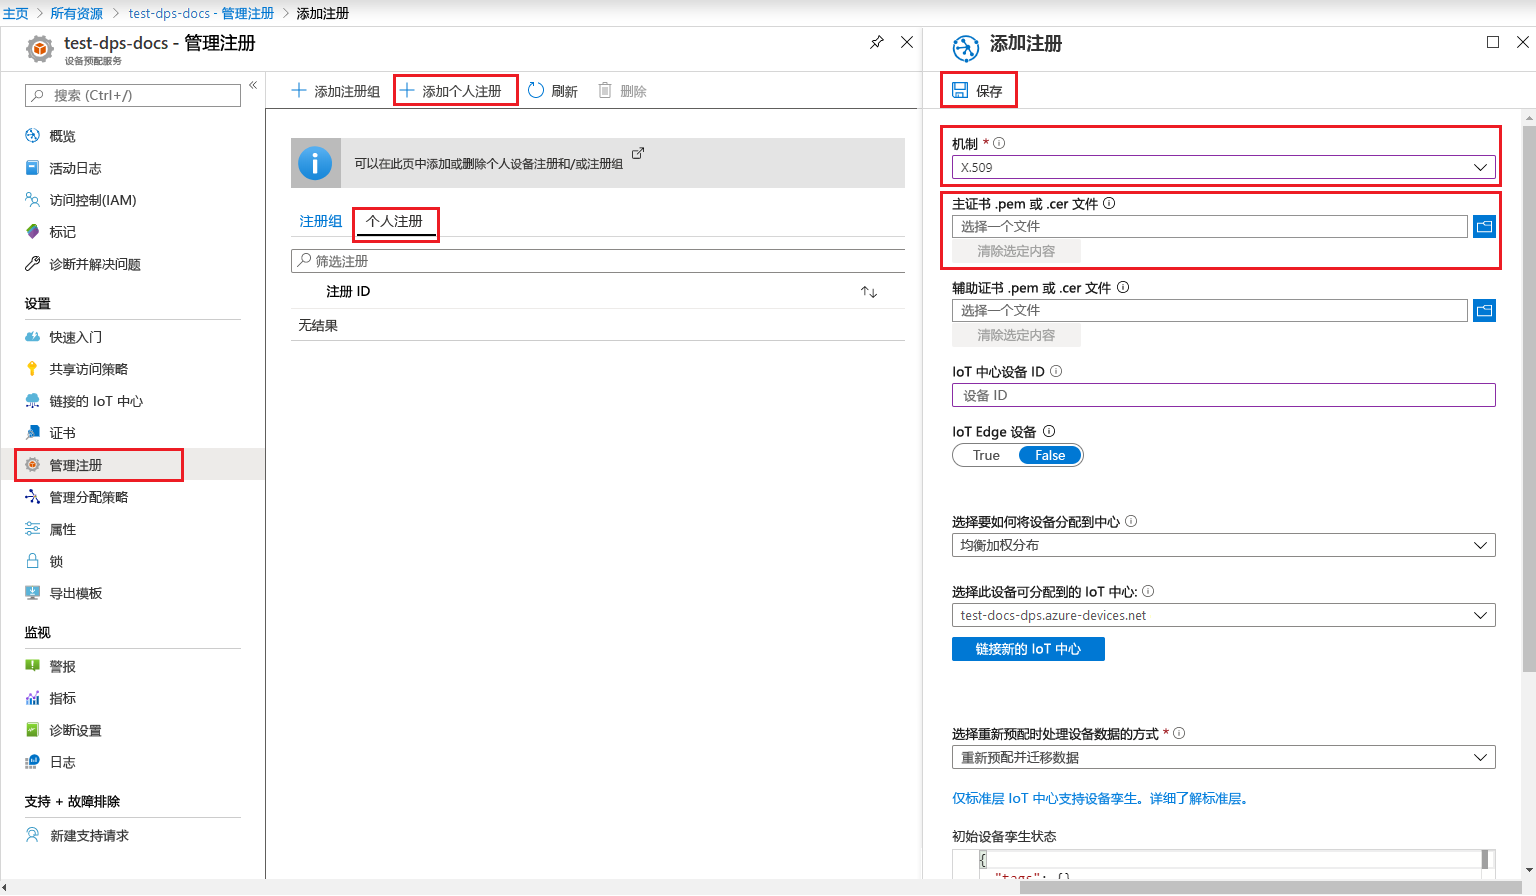 主页 > 所有资源 > test-dps-docs - 管理注册 > 添加注册
test-dps-docs - 管理注册
设备预配服务
搜索 (Ctrl+/)
概览
活动日志
访问控制(IAM)
标记
诊断并解决问题
设置
快速入门
共享访问策略
链接的 IoT 中心
证书
管理注册
管理分配策略
属性
锁
导出模板
监视
警报
指标
诊断设置
日志
支持 + 故障排除
新建支持请求
添加注册组 添加个人注册 刷新 删除
可以在此页中添加或删除个人设备注册和/或注册组
注册组 个人注册
筛选注册
注册 ID
无结果
添加注册
保存
机制 *
X.509
主证书 .pem 或 .cer 文件
选择一个文件
清除选定内容
辅助证书 .pem 或 .cer 文件
选择一个文件
清除选定内容
IoT 中心设备 ID
设备 ID
IoT Edge 设备
True False
选择要如何将设备分配到中心
均衡加权分布
选择此设备可分配到的 IoT 中心:
test-docs-dps.azure-devices.net
链接新的 IoT 中心
选择重新预配时处理设备数据的方式 *
重新预配并迁移数据
仅标准层 IoT 中心支持设备孪生。详细了解标准层。
初始设备孪生状态
{
"tags": {},